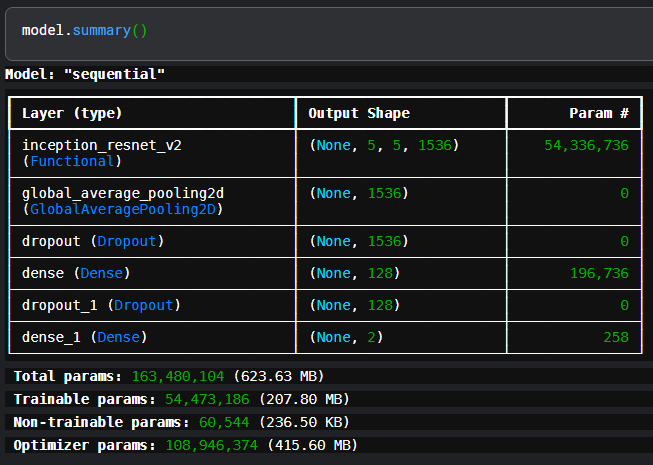 model.summary()
Model: "sequential"
Layer (type) Output Shape Param #
inception_resnet_v2 (None, 5, 5, 1536) 54,336,736
(Functional)
global_average_pooling2d (None, 1536) 0
(GlobalAveragePooling2D)
dropout (Dropout) (None, 1536) 0
dense (Dense) (None, 128) 196,736
dropout_1 (Dropout) (None, 128) 0
dense_1 (Dense) (None, 2) 258
Total params: 163,480,104 (623.63 MB)
Trainable params: 54,473,186 (207.80 MB)
Non-trainable params: 60,544 (236.50 KB)
Optimizer params: 108,946,374 (415.60 MB)